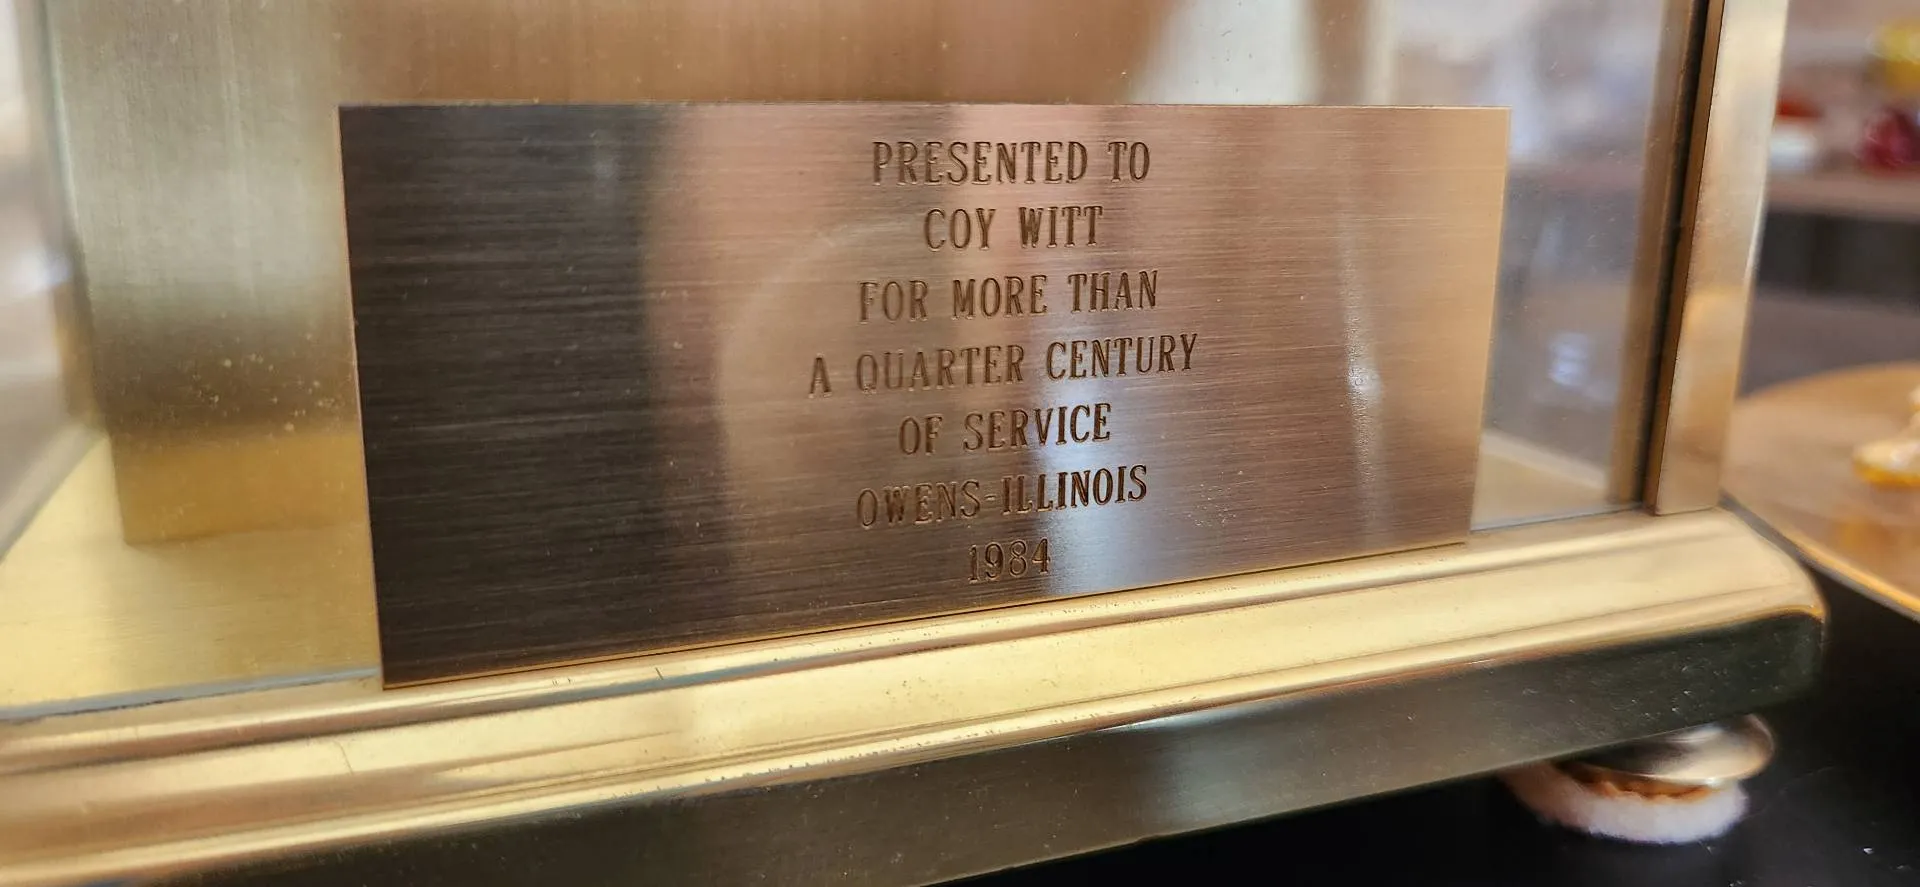 PRESENTED TO
COY WITT
FOR MORE THAN
A QUARTER CENTURY
OF SERVICE
OWENS-ILLINOIS
1984